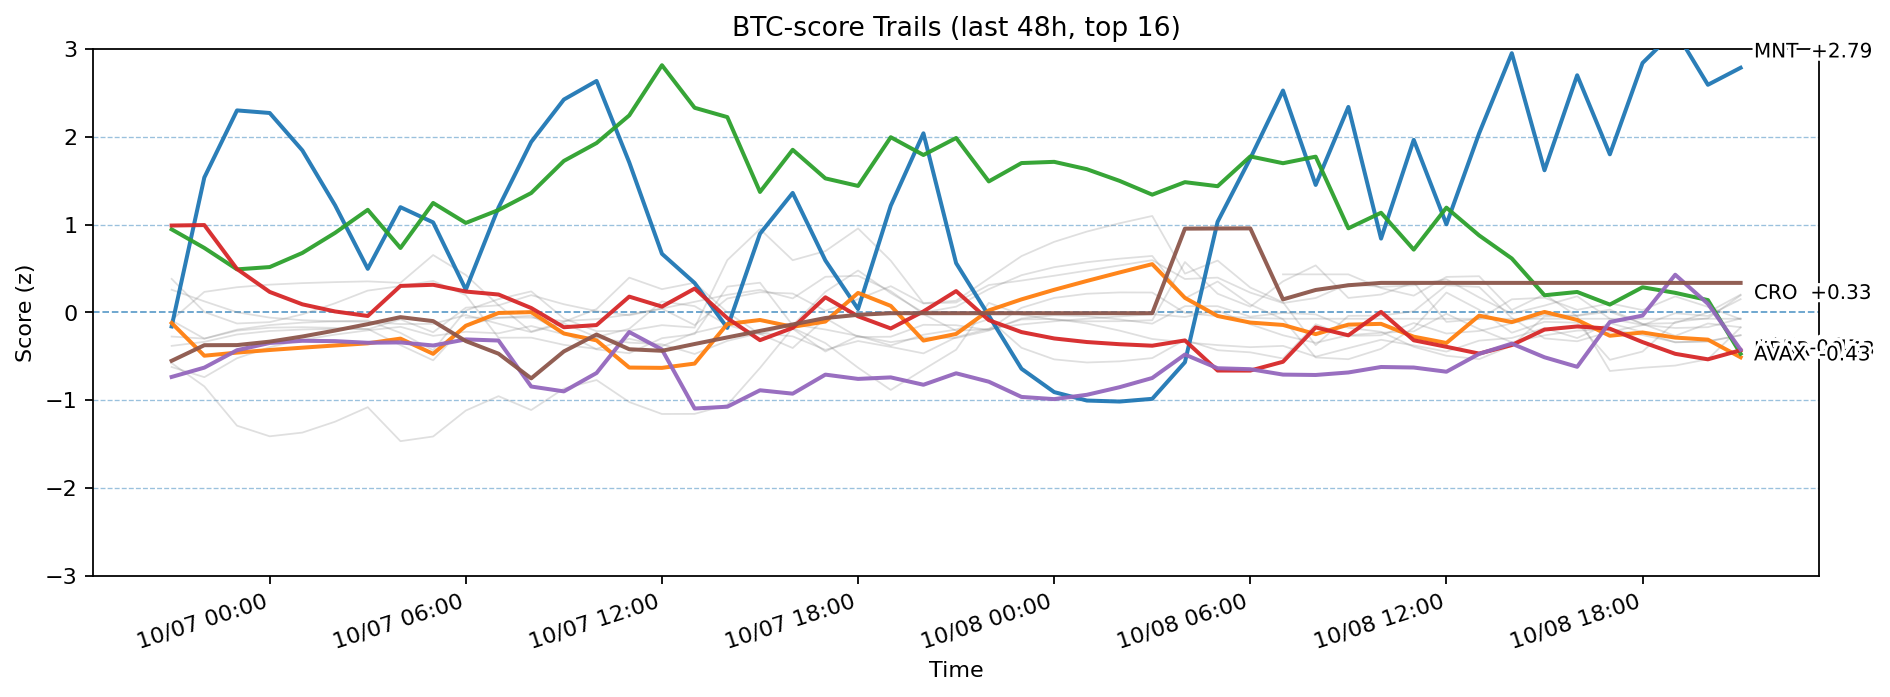 BTC-score Trails (last 48h, top 16)
Score (z)
3
2
1
0
−1
−2
−3
MNT +2.79
CRO +0.33
AVAX -0.43
10/07 00:00
10/07 06:00
10/07 12:00
10/07 18:00
10/08 00:00
10/08 06:00
10/08 12:00
10/08 18:00
Time